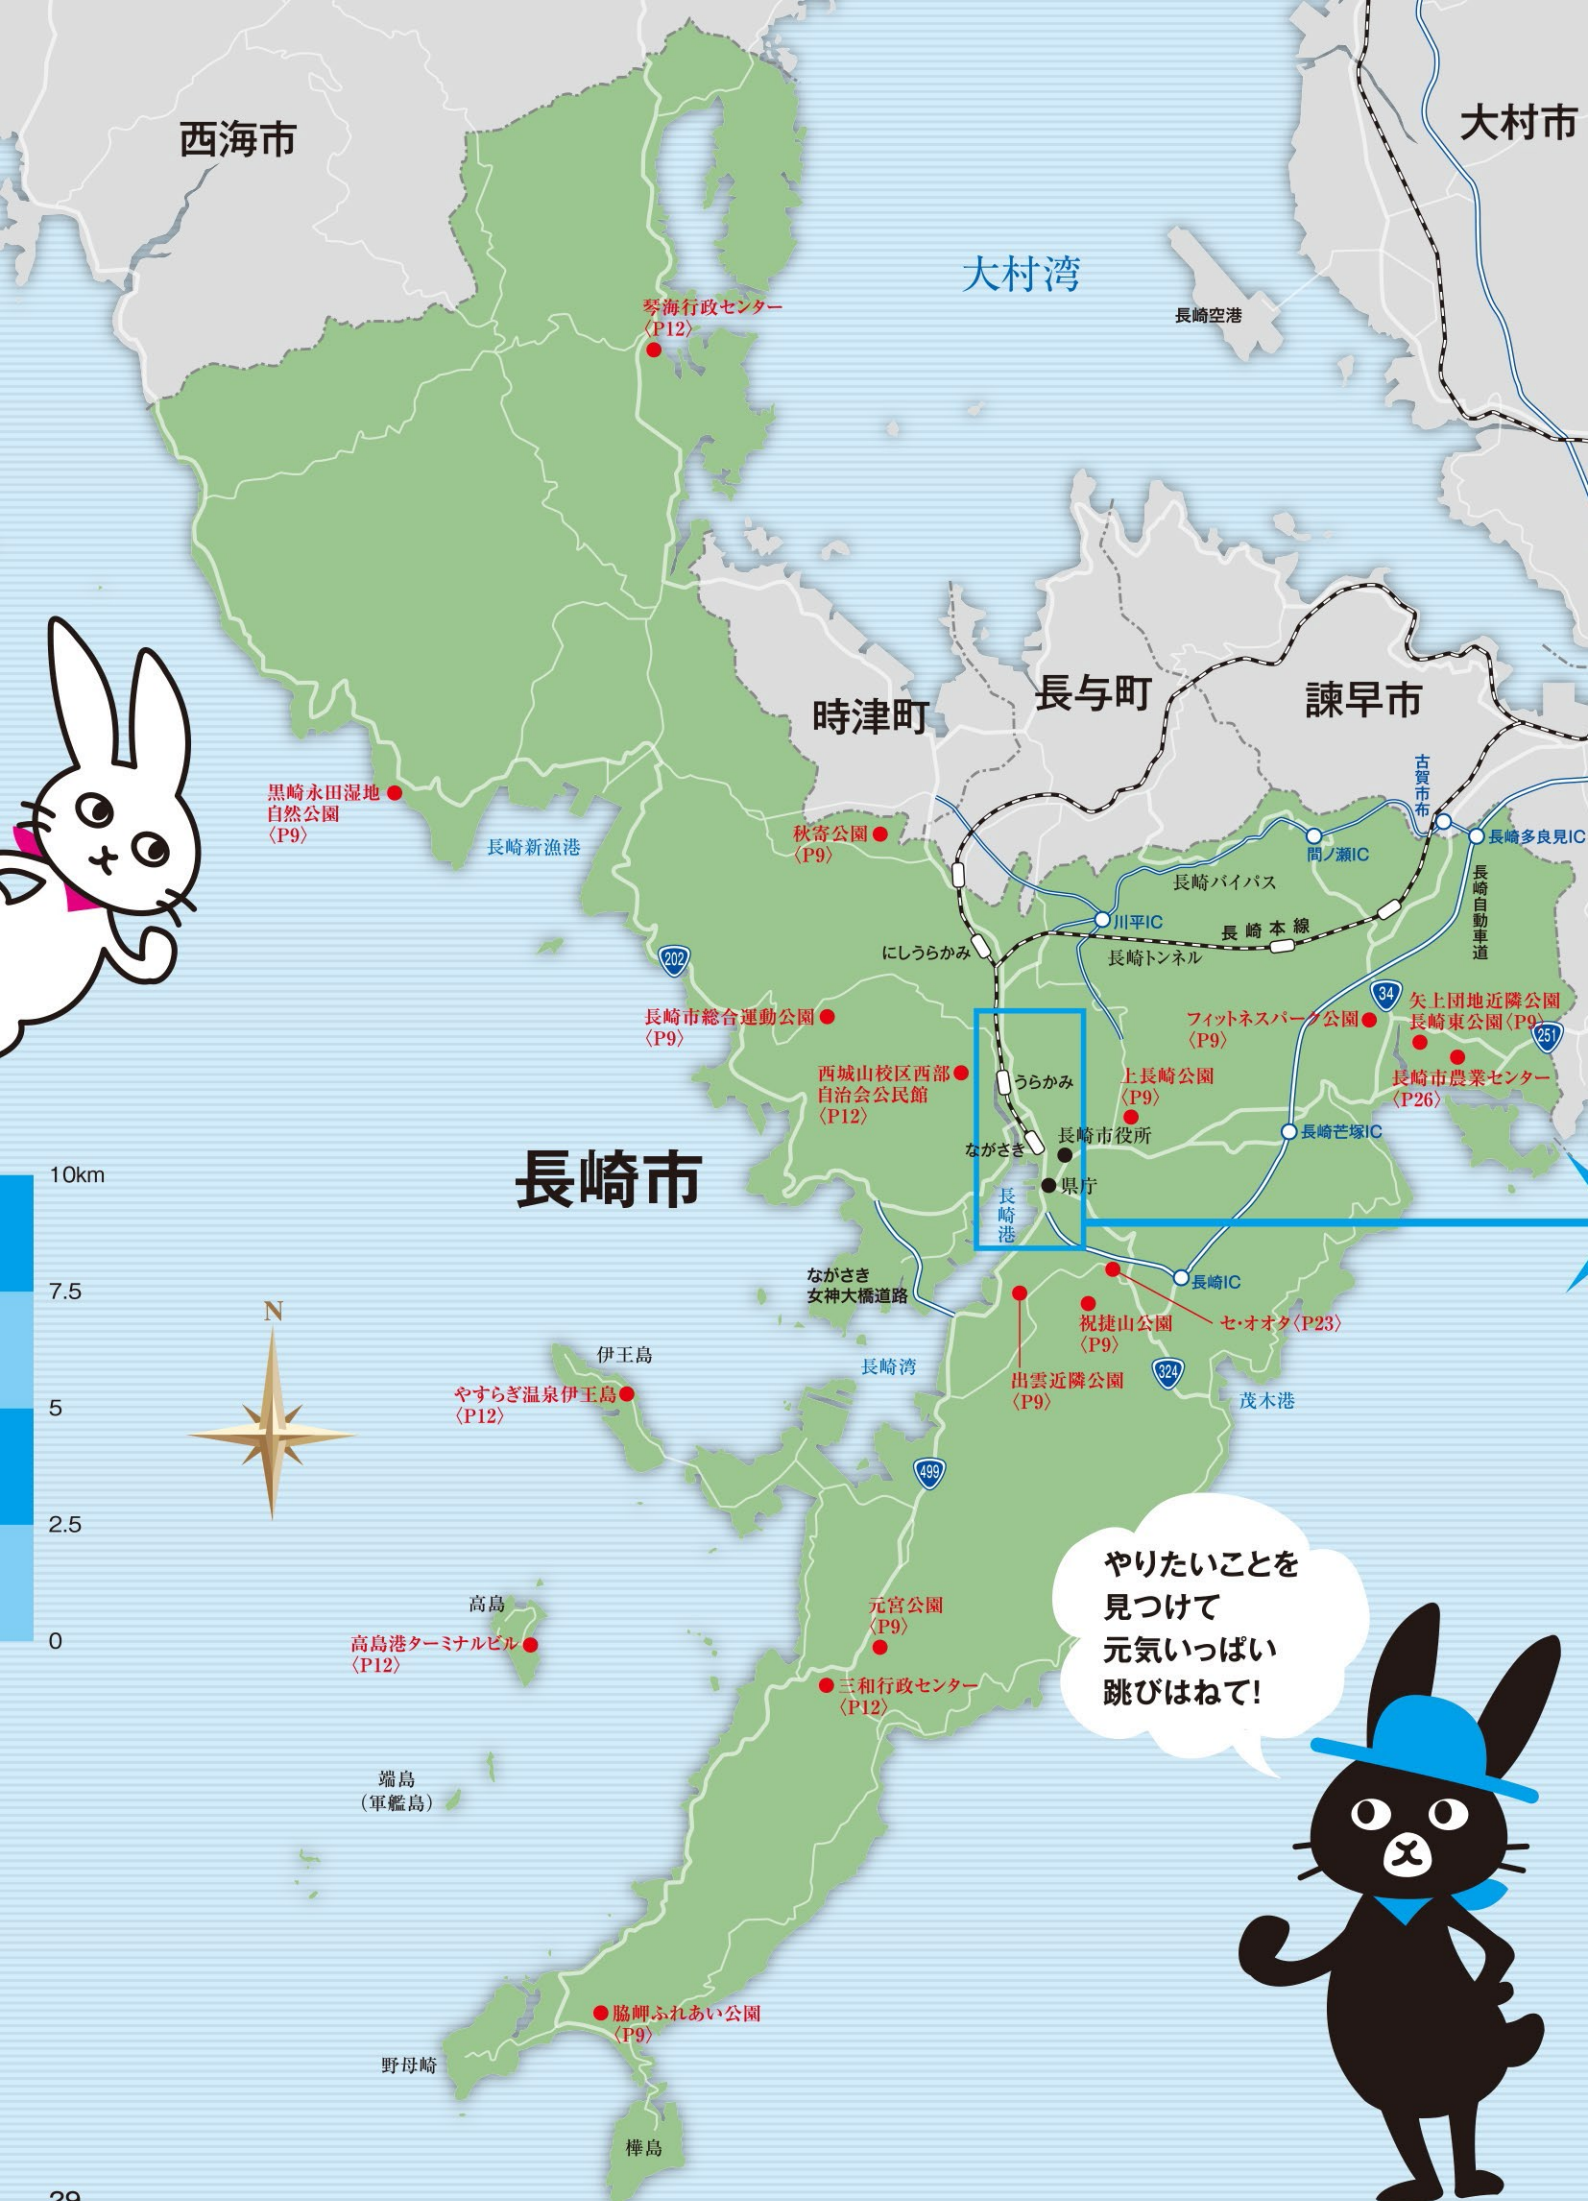 西海市
大村市
大村湾
長崎空港
琴海行政センター
〈P12〉
時津町
長与町
諫早市
古賀市布
黒崎永田湿地
自然公園
〈P9〉
長崎新漁港
秋寄公園
〈P9〉
間ノ瀬IC
長崎多良見IC
長崎バイパス
長崎自動車道
川平IC
長崎本線
にしうらかみ
長崎トンネル
202
34
矢上団地近隣公園
長崎東公園〈P9〉
251
長崎市総合運動公園
〈P9〉
フィットネスパーク公園
〈P9〉
西城山校区西部
自治会公民館
〈P12〉
うらかみ
上長崎公園
〈P9〉
長崎市農業センター
〈P26〉
長崎市役所
長崎芒塚IC
ながさき
県庁
長崎市
長崎港
10km
7.5
5
2.5
0
N
ながさき
女神大橋道路
長崎IC
祝捷山公園
〈P9〉
セ・オオタ〈P23〉
伊王島
長崎湾
出雲近隣公園
〈P9〉
324
茂木港
やすらぎ温泉伊王島
〈P12〉
499
やりたいことを
見つけて
元気いっぱい
跳びはねて!
高島
高島港ターミナルビル
〈P12〉
元宮公園
〈P9〉
三和行政センター
〈P12〉
端島
（軍艦島）
脇岬ふれあい公園
〈P9〉
野母崎
樺島
29